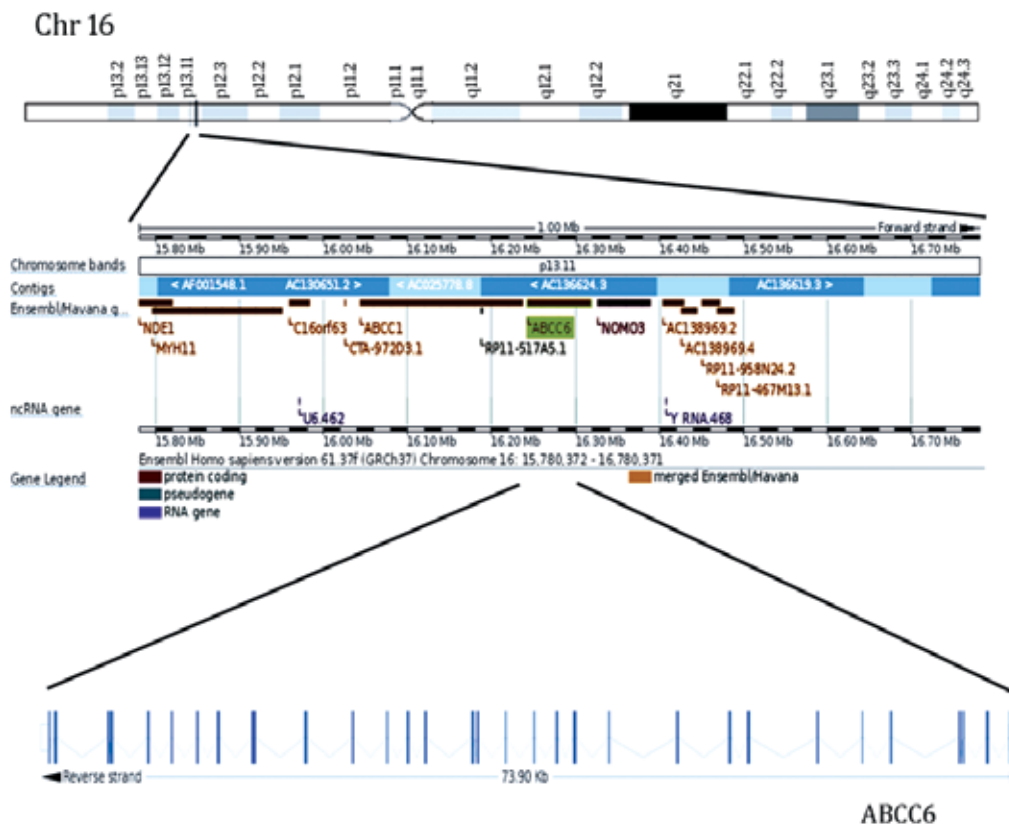 Chr 16
p13.2 p13.13 p13.12 p13.11 p12.3 p12.2 p12.1 p11.2 p11.1 q11.1 q11.2 q12.1 q12.2 q21 q22.1 q22.2 q23.1 q23.2 q23.3 q24.1 q24.2 q24.3
1.00 Mb Forward strand
15.80 Mb 15.90 Mb 16.00 Mb 16.10 Mb 16.20 Mb 16.30 Mb 16.40 Mb 16.50 Mb 16.60 Mb 16.70 Mb
Chromosome bands p13.11
Contigs < AF001548.1 AC130651.2 > < AC025778.8 < AC136624.3 AC136619.3 >
Ensembl/Havana g...
NDE1 C16orf63 ABCC1 ABCC6 NOMO3 AC138969.2
MYH11 CTA-972D3.1 RP11-517A5.1 AC138969.4
RP11-958N24.2
RP11-467M13.1
ncRNA gene U6.462 Y RNA.468
15.80 Mb 15.90 Mb 16.00 Mb 16.10 Mb 16.20 Mb 16.30 Mb 16.40 Mb 16.50 Mb 16.60 Mb 16.70 Mb
Ensembl Homo sapiens version 61.37f (GRCh37) Chromosome 16: 15,780,372 - 16,780,371
Gene Legend protein coding merged Ensembl/Havana
pseudogene
RNA gene
Reverse strand 73.90 Kb
ABCC6